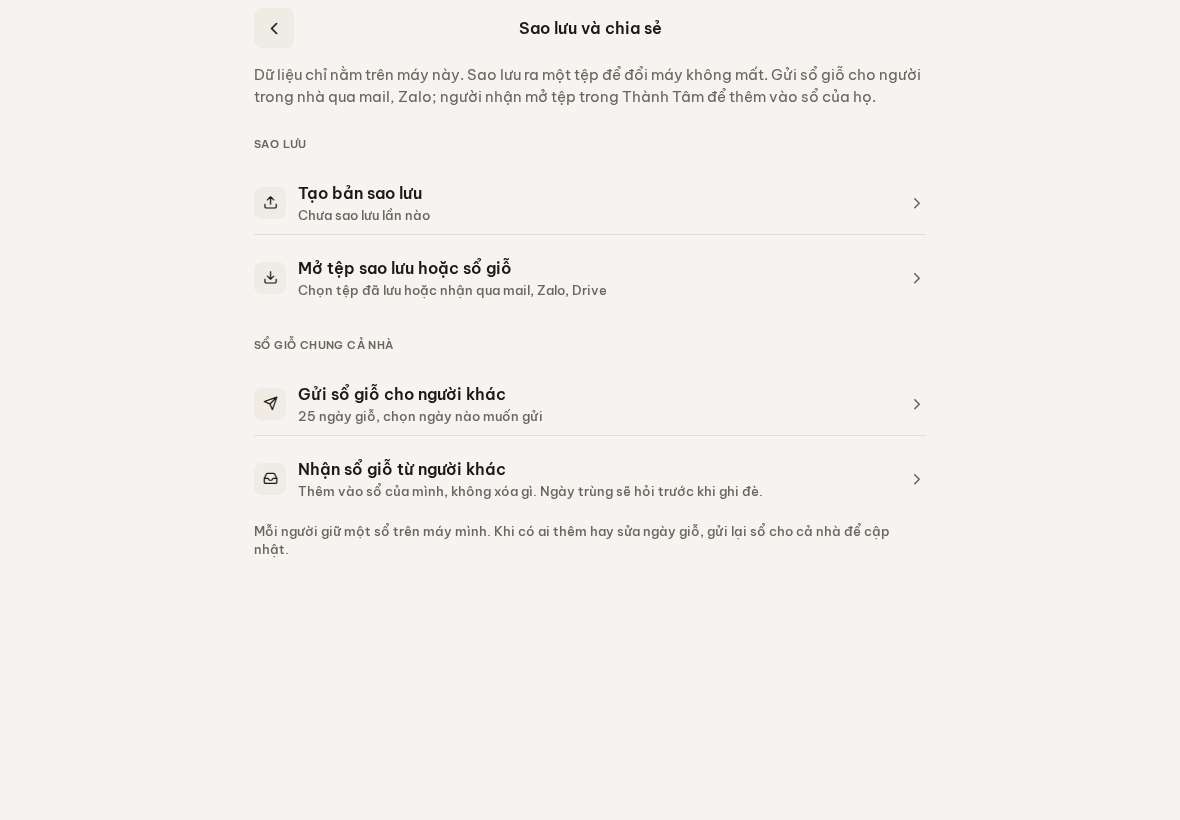 Sao lưu và chia sẻ
Dữ liệu chỉ nằm trên máy này. Sao lưu ra một tệp để đổi máy không mất. Gửi sổ giỗ cho người
trong nhà qua mail, Zalo; người nhận mở tệp trong Thành Tâm để thêm vào sổ của họ.
SAO LƯU
Tạo bản sao lưu
Chưa sao lưu lần nào
Mở tệp sao lưu hoặc sổ giỗ
Chọn tệp đã lưu hoặc nhận qua mail, Zalo, Drive
SỔ GIỖ CHUNG CẢ NHÀ
Gửi sổ giỗ cho người khác
25 ngày giỗ, chọn ngày nào muốn gửi
Nhận sổ giỗ từ người khác
Thêm vào sổ của mình, không xóa gì. Ngày trùng sẽ hỏi trước khi ghi đè.
Mỗi người giữ một sổ trên máy mình. Khi có ai thêm hay sửa ngày giỗ, gửi lại sổ cho cả nhà để cập
nhật.